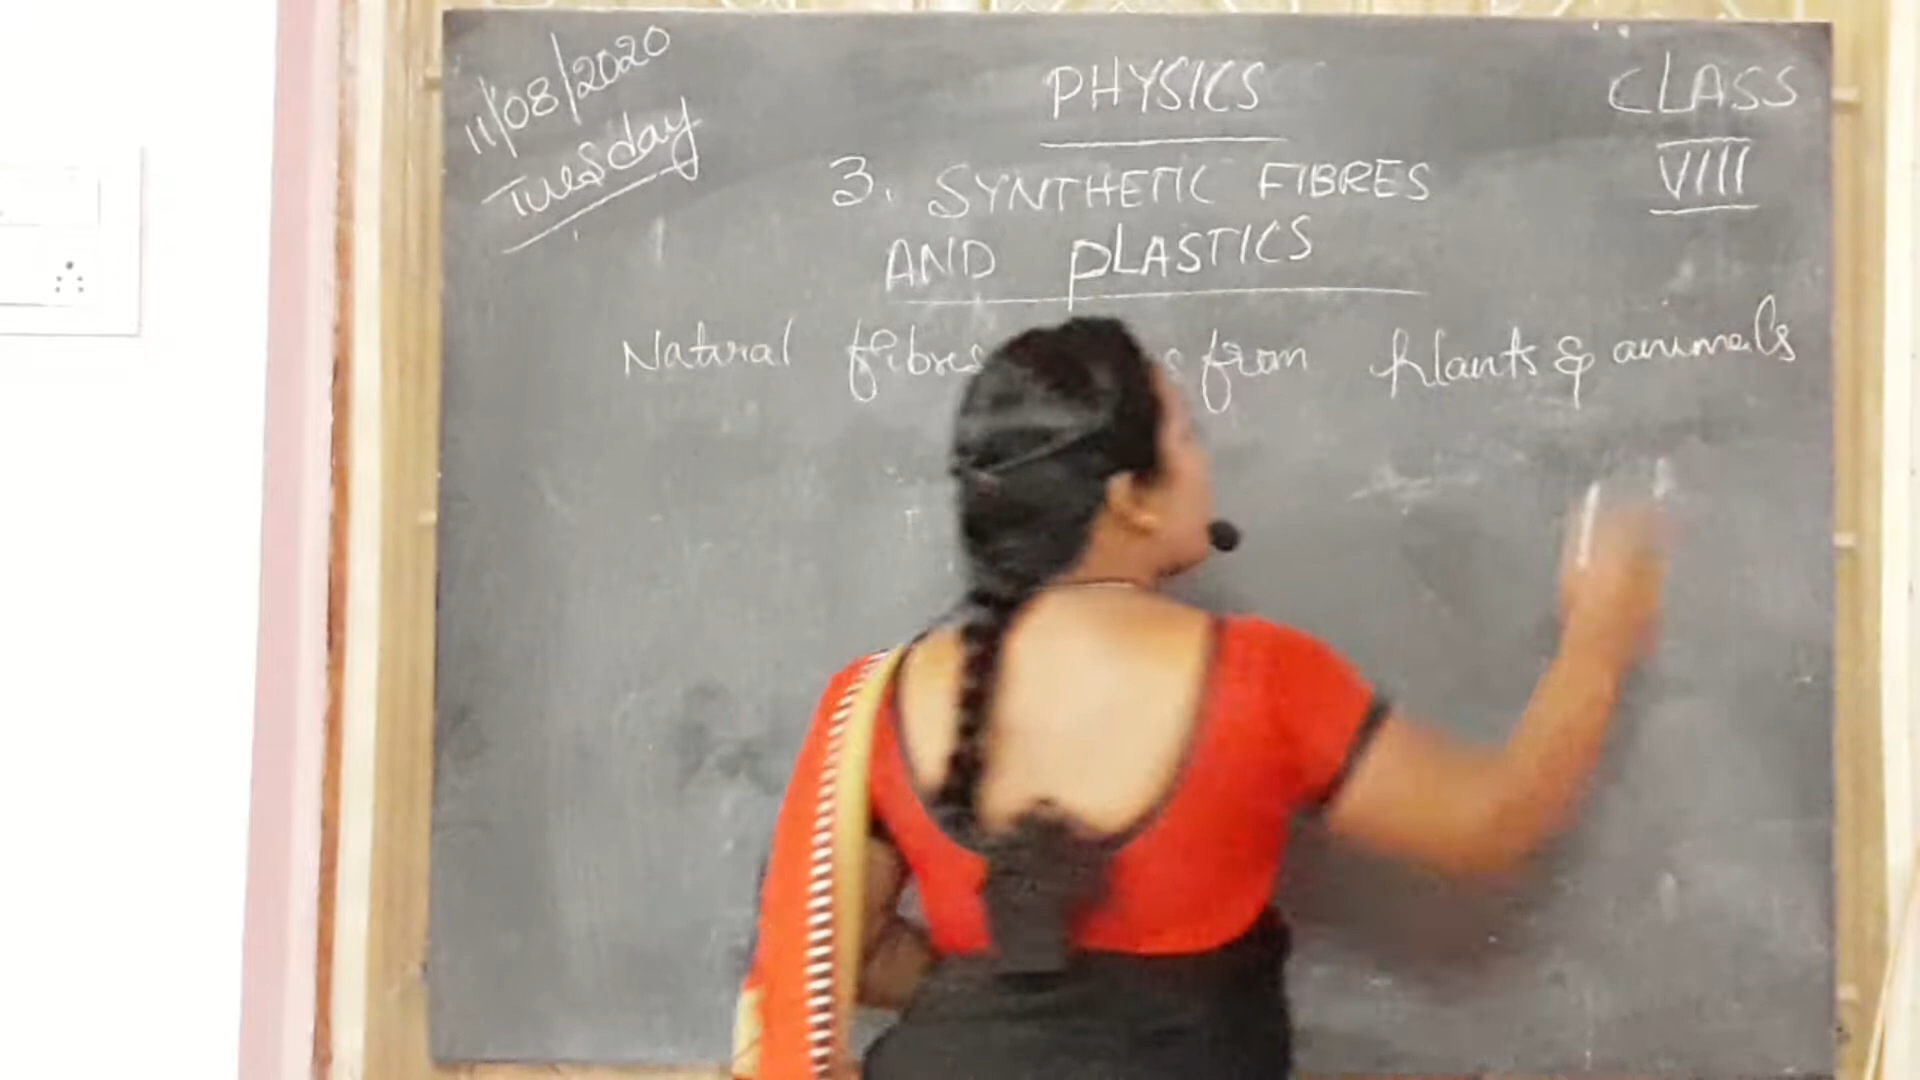 11/08/2020
Tuesday
PHYSICS
CLASS
VIII
3. SYNTHETIC FIBRES
AND PLASTICS
Natural fibres from Plants & animals